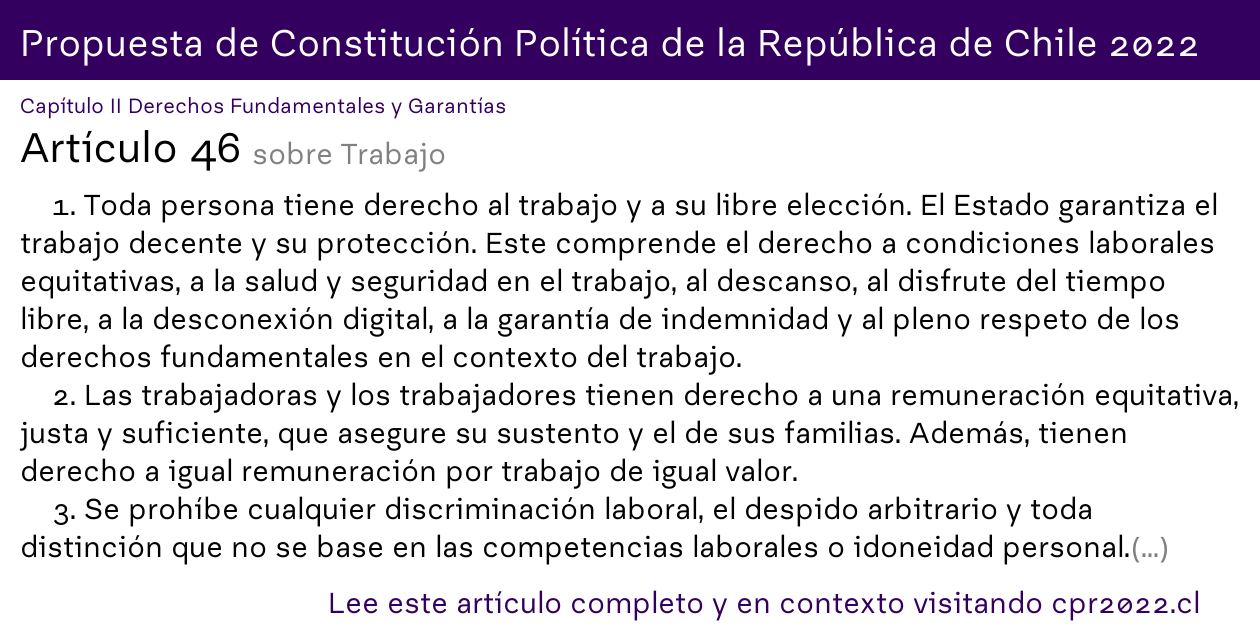 Propuesta de Constitución Política de la República de Chile 2022
Capítulo II Derechos Fundamentales y Garantías
Artículo 46 sobre Trabajo
1. Toda persona tiene derecho al trabajo y a su libre elección. El Estado garantiza el
trabajo decente y su protección. Este comprende el derecho a condiciones laborales
equitativas, a la salud y seguridad en el trabajo, al descanso, al disfrute del tiempo
libre, a la desconexión digital, a la garantía de indemnidad y al pleno respeto de los
derechos fundamentales en el contexto del trabajo.
2. Las trabajadoras y los trabajadores tienen derecho a una remuneración equitativa,
justa y suficiente, que asegure su sustento y el de sus familias. Además, tienen
derecho a igual remuneración por trabajo de igual valor.
3. Se prohíbe cualquier discriminación laboral, el despido arbitrario y toda
distinción que no se base en las competencias laborales o idoneidad personal.(...)
Lee este artículo completo y en contexto visitando cpr2022.cl